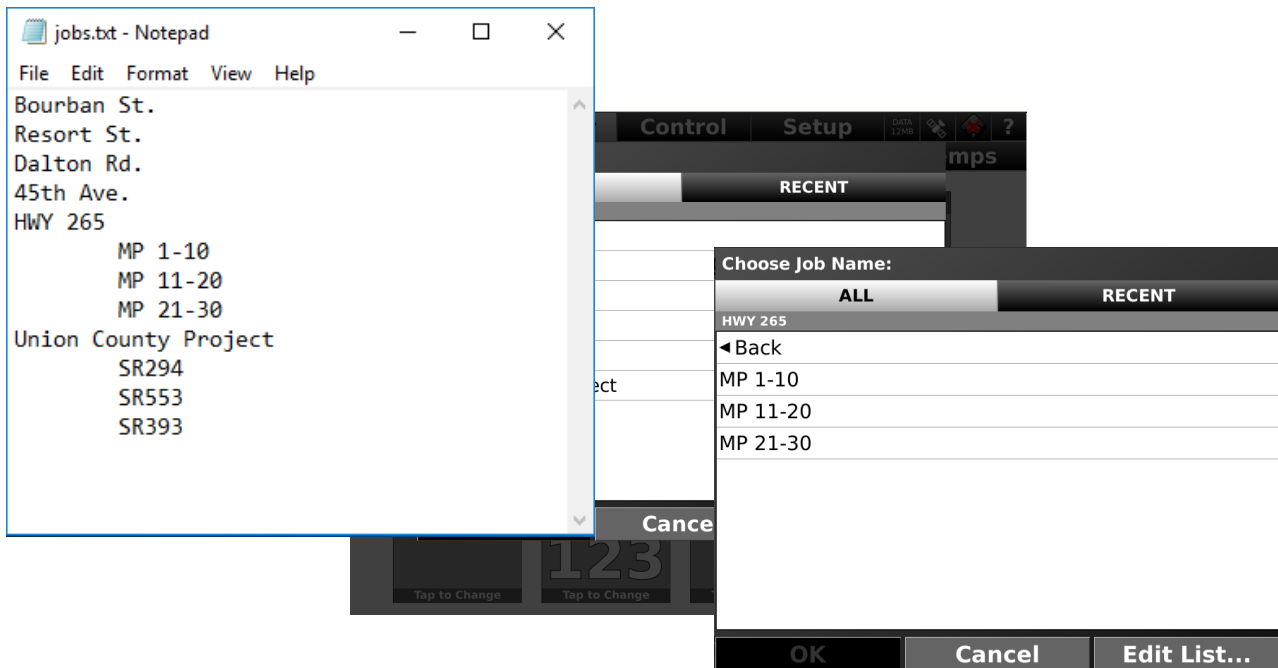 jobs.txt - Notepad
File Edit Format View Help
Bourban St.
Resort St.
Dalton Rd.
45th Ave.
HWY 265
MP 1-10
MP 11-20
MP 21-30
Union County Project
SR294
SR553
SR393
Control Setup DATA 12MB ?
mps
RECENT
ect
Cance
123
Tap to Change Tap to Change
Choose Job Name:
ALL RECENT
HWY 265
Back
MP 1-10
MP 11-20
MP 21-30
OK Cancel Edit List...